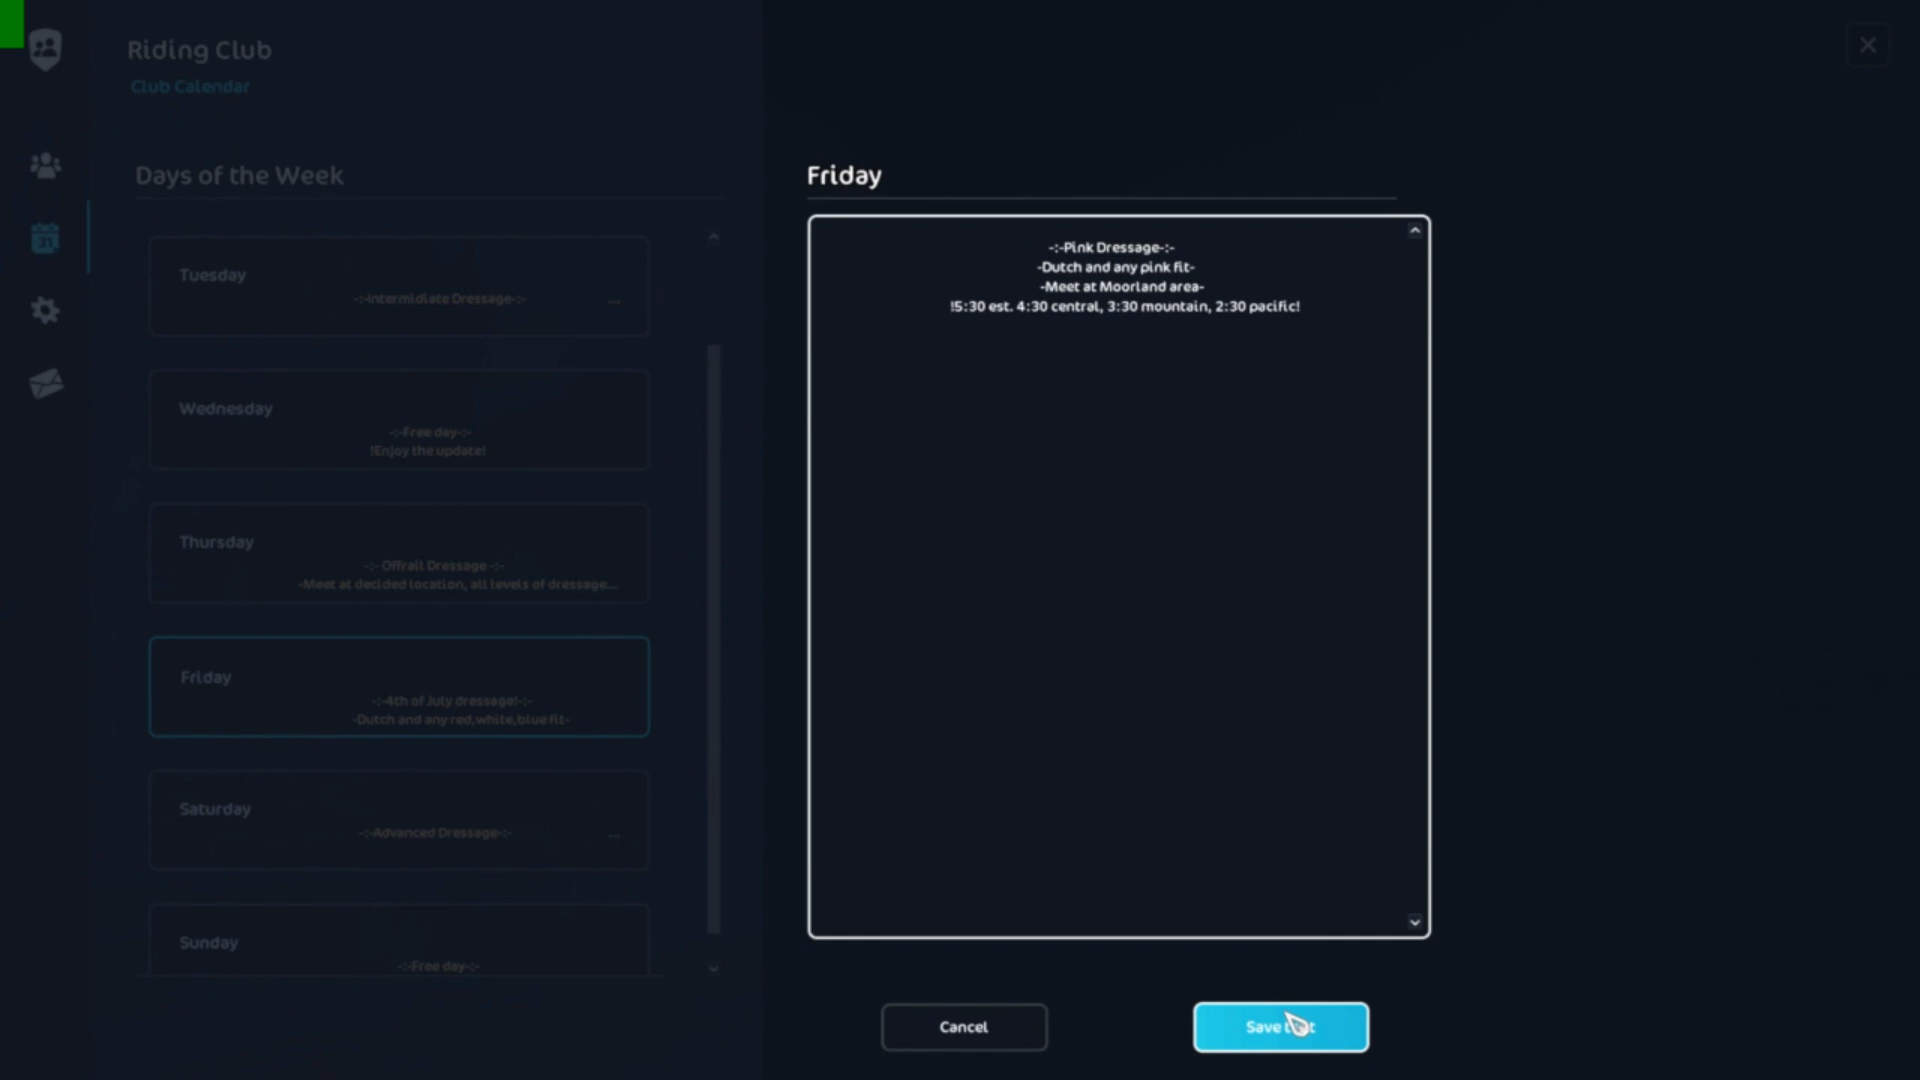 Riding Club
Club Calendar
31
Days of the Week
Tuesday
-:-Intermidiate Dressage-:-
...
Wednesday
-:-Free day-:-
!Enjoy the update!
Thursday
-:- Offrail Dressage -:-
-Meet at decided location, all levels of dressage...
Friday
-:-4th of July dressage!-:-
-Dutch and any red,white,blue fit-
Saturday
-:-Advanced Dressage-:-
...
Sunday
-:-Free day-:-
Friday
-:-Pink Dressage-:-
-Dutch and any pink fit-
-Meet at Moorland area-
!5:30 est. 4:30 central, 3:30 mountain, 2:30 pacific!
Cancel
Save